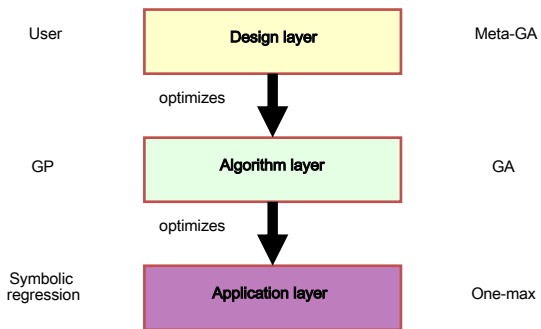 User
Design layer
Meta-GA
optimizes
GP
Algorithm layer
GA
optimizes
Symbolic
regression
Application layer
One-max